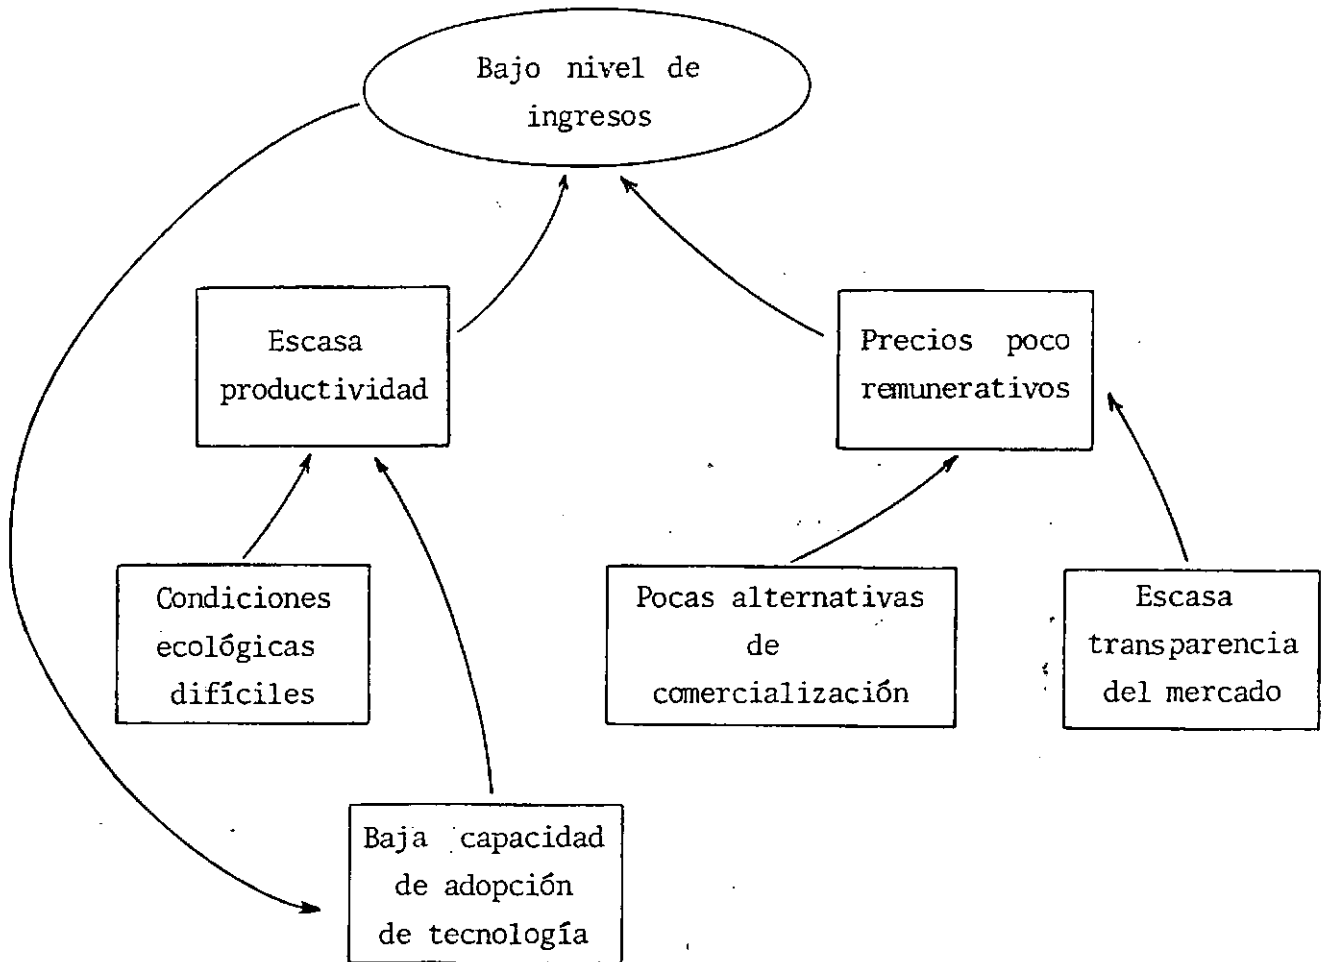 Bajo nivel de
ingresos
Escasa
productividad
Precios poco
remunerativos
Condiciones
ecológicas
difíciles
Pocas alternativas
de
comercialización
Escasa
transparencia
del mercado
Baja capacidad
de adopción
de tecnología